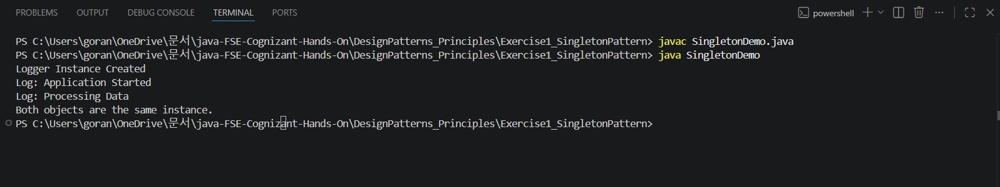 PROBLEMS OUTPUT DEBUG CONSOLE TERMINAL PORTS powershell
PS C:\Users\goran\OneDrive\문서\java-FSE-Cognizant-Hands-On\DesignPatterns_Principles\Exercise1_SingletonPattern> javac SingletonDemo.java
PS C:\Users\goran\OneDrive\문서\java-FSE-Cognizant-Hands-On\DesignPatterns_Principles\Exercise1_SingletonPattern> java SingletonDemo
Logger Instance Created
Log: Application Started
Log: Processing Data
Both objects are the same instance.
PS C:\Users\goran\OneDrive\문서\java-FSE-Cognizant-Hands-On\DesignPatterns_Principles\Exercise1_SingletonPattern>